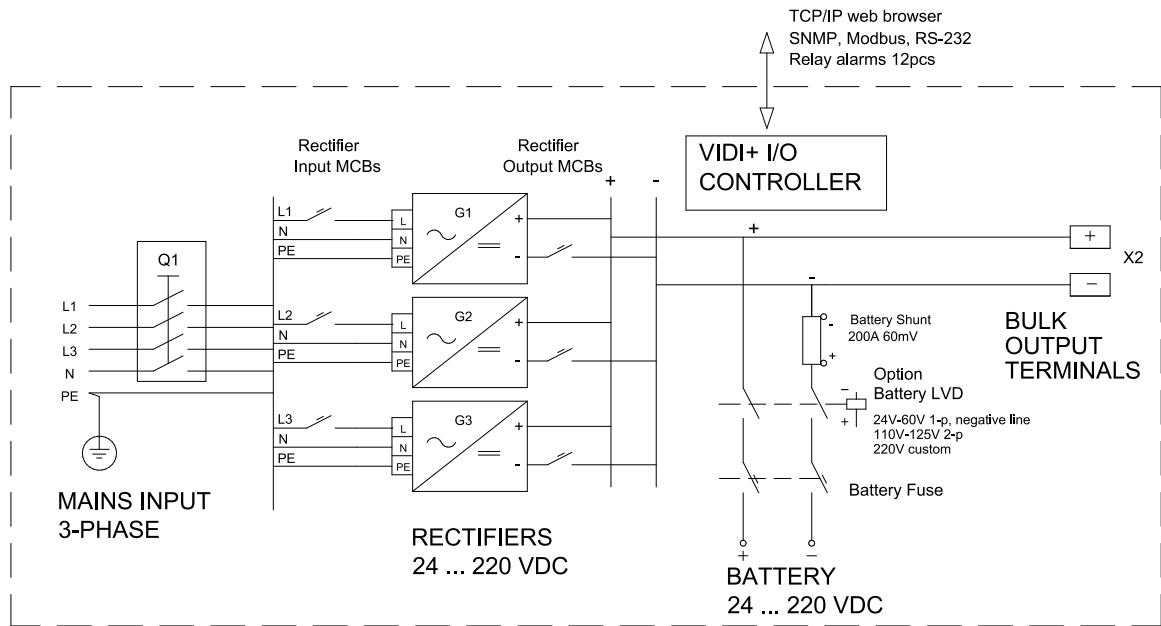 TCP/IP web browser
SNMP, Modbus, RS-232
Relay alarms 12pcs
Rectifier
Input MCBs
Rectifier
Output MCBs
+ -
VIDI+ I/O
CONTROLLER
L1
N
PE
L
N
PE
G1
+
-
+
+
−
X2
Q1
L1
L2
L3
N
PE
L2
N
PE
L
N
PE
G2
+
-
-
-
+
Battery Shunt
200A 60mV
BULK
OUTPUT
TERMINALS
Option
Battery LVD
−
+
24V-60V 1-p, negative line
110V-125V 2-p
220V custom
L3
N
PE
L
N
PE
G3
+
-
Battery Fuse
MAINS INPUT
3-PHASE
RECTIFIERS
24 ... 220 VDC
+ −
BATTERY
24 ... 220 VDC